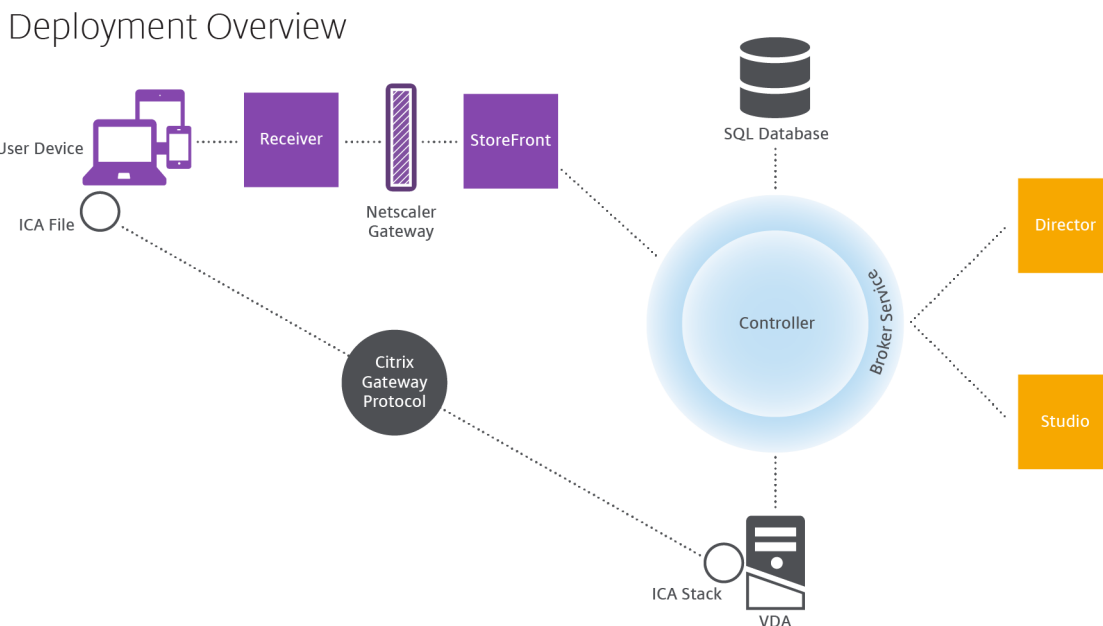 Deployment Overview
SQL Database
Receiver
StoreFront
User Device
Netscaler
Gateway
ICA File
Director
Controller
Broker Service
Citrix
Gateway
Protocol
Studio
ICA Stack
VDA